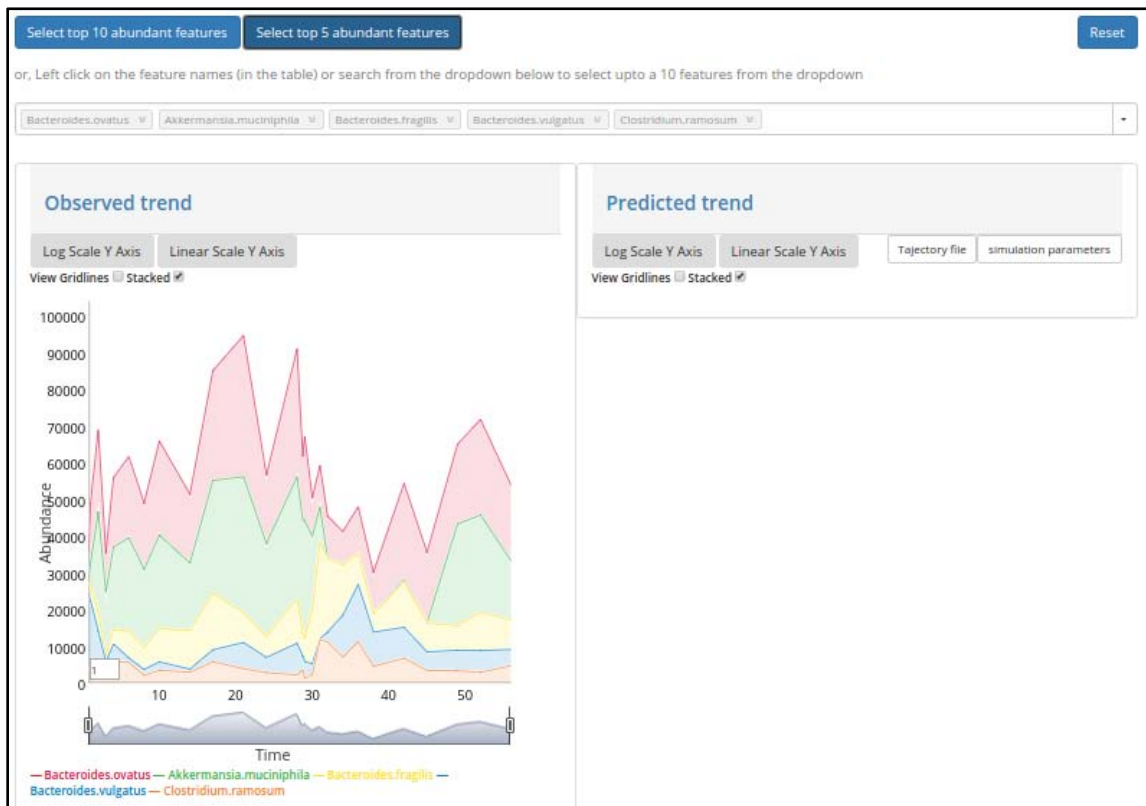 Select top 10 abundant features Select top 5 abundant features Reset
or, Left click on the feature names (in the table) or search from the dropdown below to select upto a 10 features from the dropdown
Bacteroides.ovatus Akkermansia.muciniphila Bacteroides.fragilis Bacteroides.vulgatus Clostridium.ramosum
Observed trend
Log Scale Y Axis Linear Scale Y Axis
View Gridlines Stacked
100000
90000
80000
70000
60000
50000
40000
30000
20000
10000
0
Abundance
1
10 20 30 40 50
Time
— Bacteroides.ovatus — Akkermansia.muciniphila — Bacteroides.fragilis —
Bacteroides.vulgatus — Clostridium.ramosum
Predicted trend
Log Scale Y Axis Linear Scale Y Axis Tajectory file simulation parameters
View Gridlines Stacked